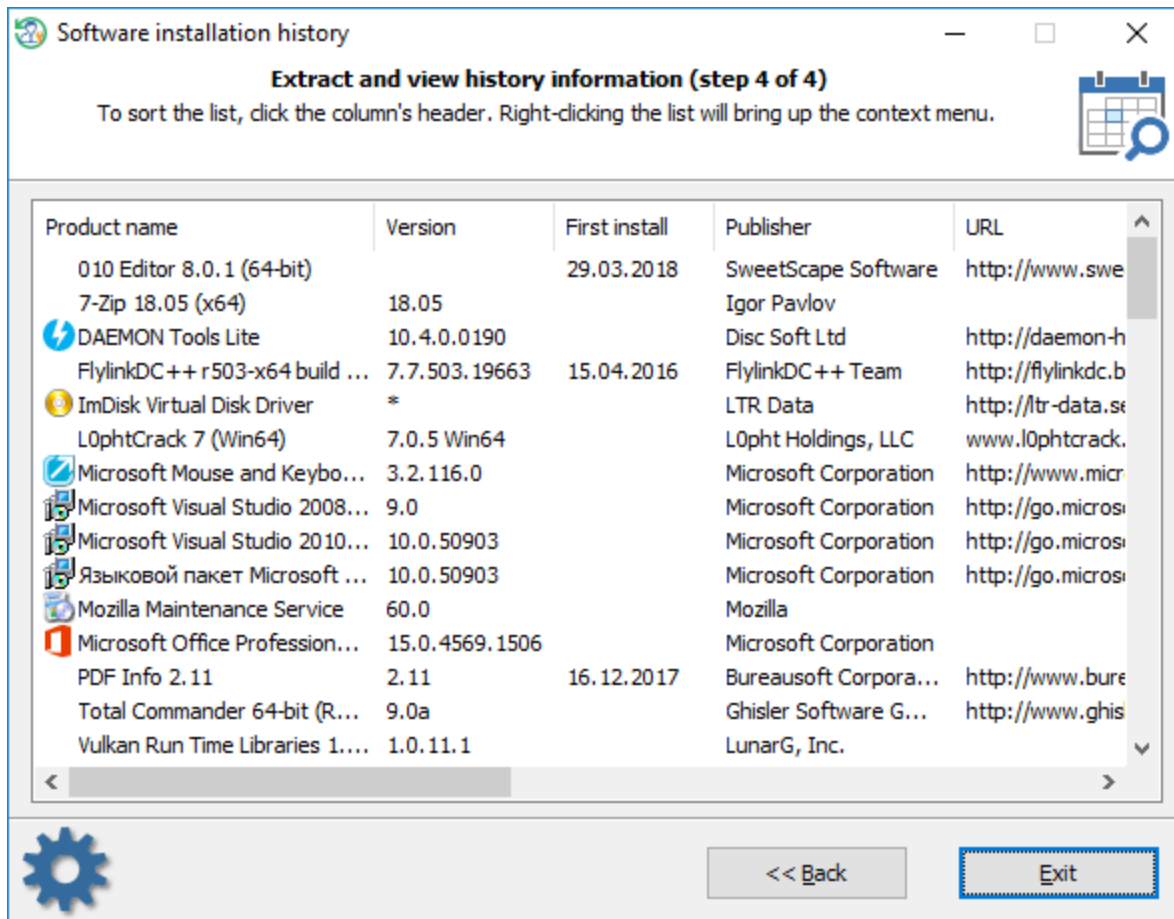 Software installation history
Extract and view history information (step 4 of 4)
To sort the list, click the column's header. Right-clicking the list will bring up the context menu.
Product name Version First install Publisher URL
010 Editor 8.0.1 (64-bit) 29.03.2018 SweetScape Software http://www.swe
7-Zip 18.05 (x64) 18.05 Igor Pavlov
DAEMON Tools Lite 10.4.0.0190 Disc Soft Ltd http://daemon-h
FlylinkDC++ r503-x64 build ... 7.7.503.19663 15.04.2016 FlylinkDC++ Team http://flylinkdc.b
ImDisk Virtual Disk Driver * LTR Data http://ltr-data.se
L0phtCrack 7 (Win64) 7.0.5 Win64 L0pht Holdings, LLC www.l0phtcrack.
Microsoft Mouse and Keybo... 3.2.116.0 Microsoft Corporation http://www.micr
Microsoft Visual Studio 2008... 9.0 Microsoft Corporation http://go.micros
Microsoft Visual Studio 2010... 10.0.50903 Microsoft Corporation http://go.micros
Языковой пакет Microsoft ... 10.0.50903 Microsoft Corporation http://go.micros
Mozilla Maintenance Service 60.0 Mozilla
Microsoft Office Profession... 15.0.4569.1506 Microsoft Corporation
PDF Info 2.11 2.11 16.12.2017 Bureausoft Corpora... http://www.bure
Total Commander 64-bit (R... 9.0a Ghisler Software G... http://www.ghis
Vulkan Run Time Libraries 1.... 1.0.11.1 LunarG, Inc.
<< Back Exit